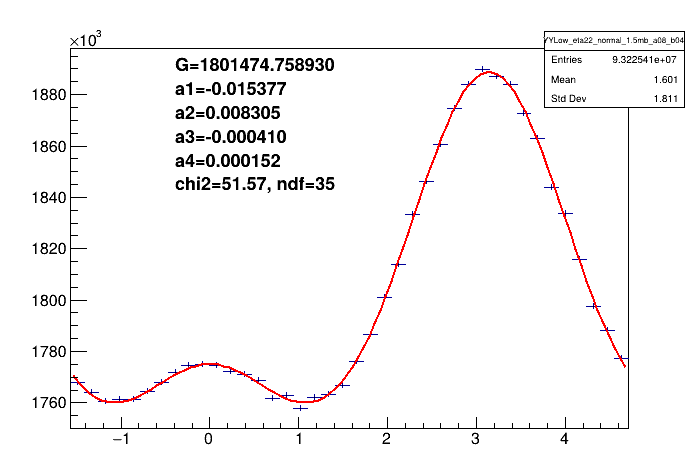 ×10³
YYLow_eta22_normal_1.5mb_a08_b04
Entries 9.322541e+07
Mean 1.601
Std Dev 1.811
G=1801474.758930
a1=-0.015377
a2=0.008305
a3=-0.000410
a4=0.000152
chi2=51.57, ndf=35
1880
1860
1840
1820
1800
1780
1760
−1 0 1 2 3 4